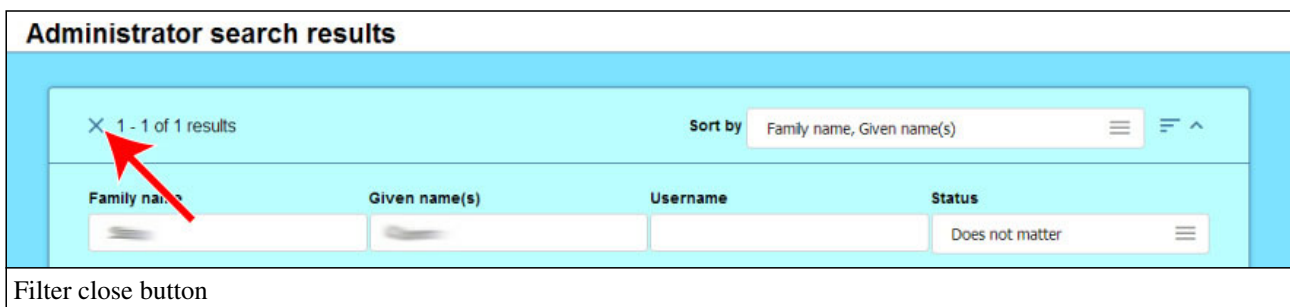 Administrator search results
1 - 1 of 1 results
Sort by Family name, Given name(s)
Family name Given name(s) Username Status
Does not matter
Filter close button